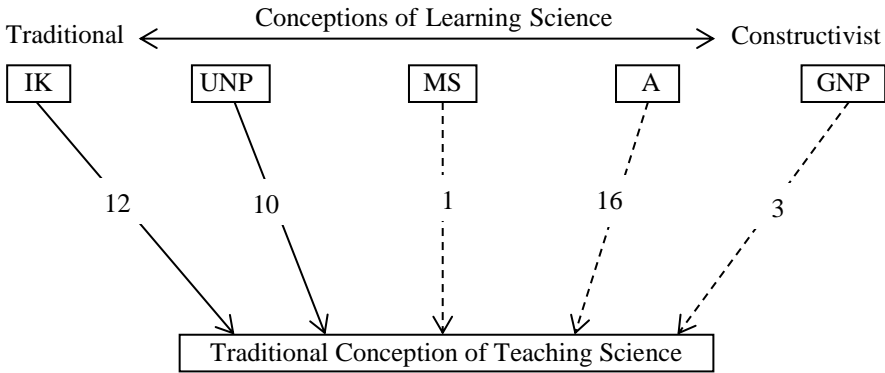 Conceptions of Learning Science
Traditional
Constructivist
IK
UNP
MS
A
GNP
12
10
1
16
3
Traditional Conception of Teaching Science